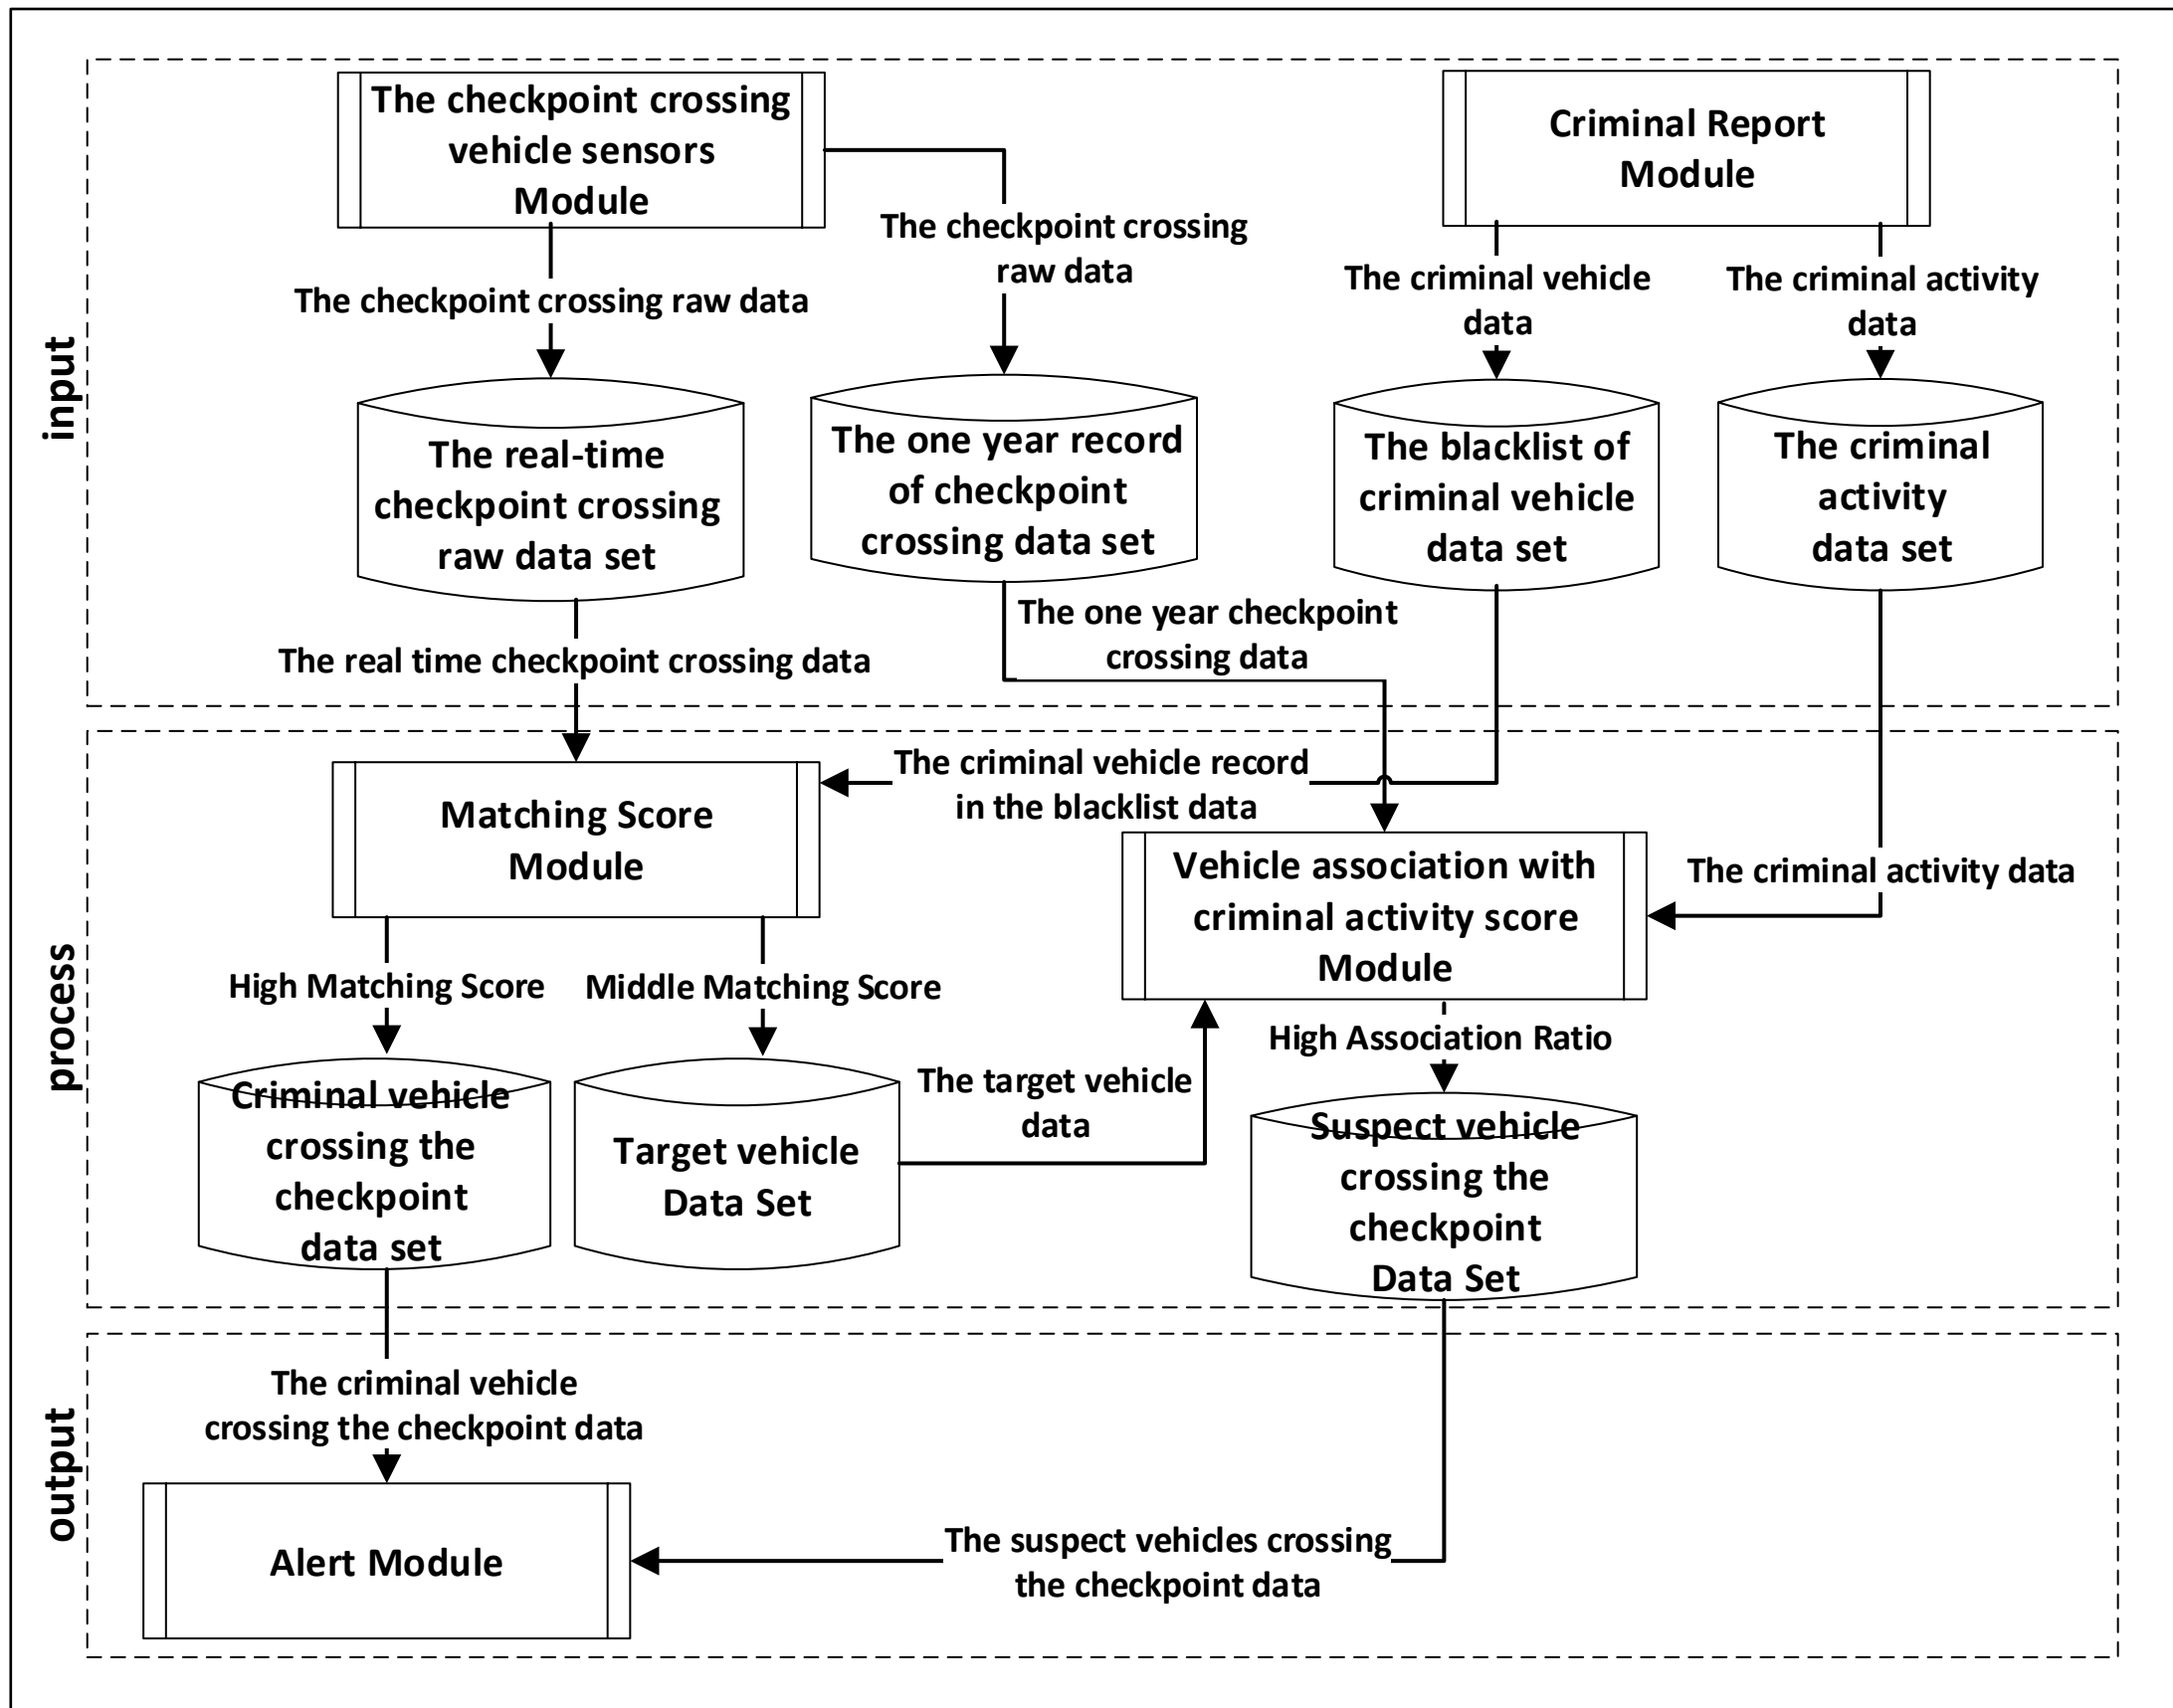 input
The checkpoint crossing
vehicle sensors
Module
Criminal Report
Module
The checkpoint crossing
raw data
The checkpoint crossing raw data
The criminal vehicle
data
The criminal activity
data
The real-time
checkpoint crossing
raw data set
The one year record
of checkpoint
crossing data set
The blacklist of
criminal vehicle
data set
The criminal
activity
data set
The real time checkpoint crossing data
The one year checkpoint
crossing data
process
Matching Score
Module
The criminal vehicle record
in the blacklist data
Vehicle association with
criminal activity score
Module
The criminal activity data
High Matching Score
Middle Matching Score
High Association Ratio
Criminal vehicle
crossing the
checkpoint
data set
Target vehicle
Data Set
The target vehicle
data
Suspect vehicle
crossing the
checkpoint
Data Set
output
The criminal vehicle
crossing the checkpoint data
Alert Module
The suspect vehicles crossing
the checkpoint data